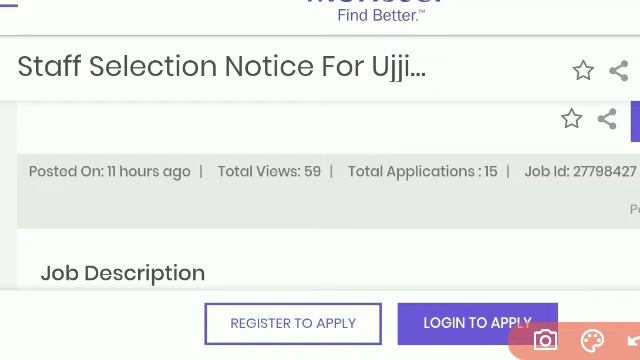 Find Better.™
Staff Selection Notice For Ujji...
Posted On: 11 hours ago | Total Views: 59 | Total Applications : 15 | Job Id: 27798427
Job Description
REGISTER TO APPLY
LOGIN TO APPLY